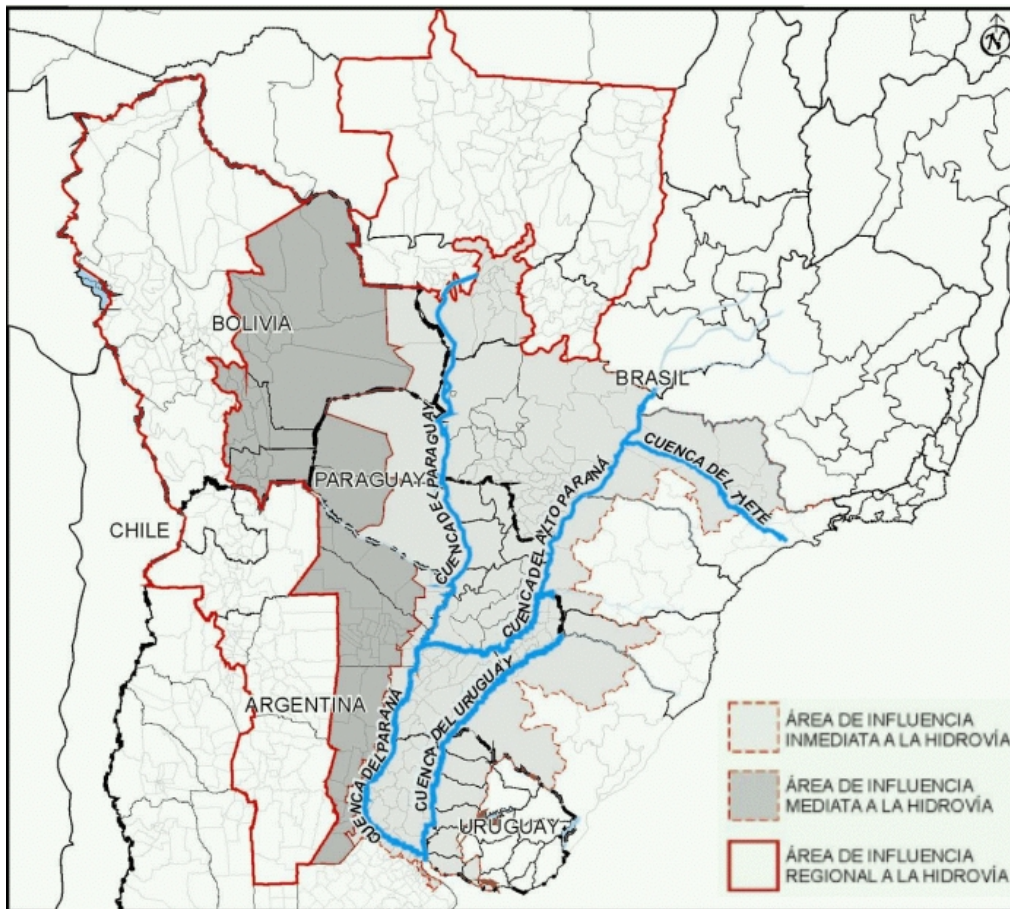 N
BOLIVIA
BRASIL
CUENCA DEL PARAGUAY
CUENCA DEL TIETE
PARAGUAY
CUENCA DEL ALTO PARANÁ
CHILE
ARGENTINA
CUENCA DEL PARANÁ
CUENCA DEL URUGUAY
URUGUAY
ÁREA DE INFLUENCIA
INMEDIATA A LA HIDROVÍA
ÁREA DE INFLUENCIA
MEDIATA A LA HIDROVÍA
ÁREA DE INFLUENCIA
REGIONAL A LA HIDROVÍA